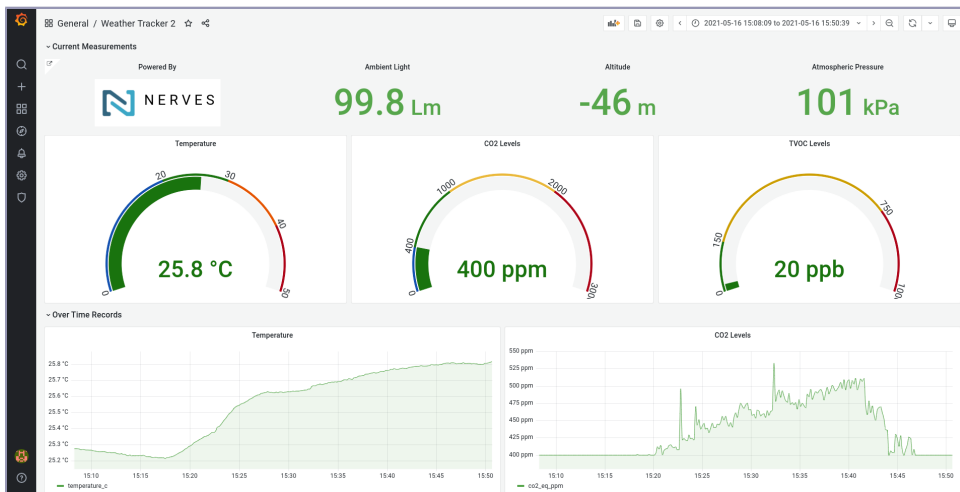 General / Weather Tracker 2
2021-05-16 15:08:09 to 2021-05-16 15:50:39
Current Measurements
Powered By
NERVES
Ambient Light
99.8 Lm
Altitude
-46 m
Atmospheric Pressure
101 kPa
Temperature
0
20
30
40
50
25.8 °C
CO2 Levels
0
400
1000
2000
300
400 ppm
TVOC Levels
0
150
750
100
20 ppb
Over Time Records
Temperature
25.8 °C
25.7 °C
25.6 °C
25.5 °C
25.4 °C
25.3 °C
25.2 °C
15:10 15:15 15:20 15:25 15:30 15:35 15:40 15:45 15:50
temperature_c
CO2 Levels
550 ppm
525 ppm
500 ppm
475 ppm
450 ppm
425 ppm
400 ppm
15:10 15:15 15:20 15:25 15:30 15:35 15:40 15:45 15:50
co2_eq_ppm